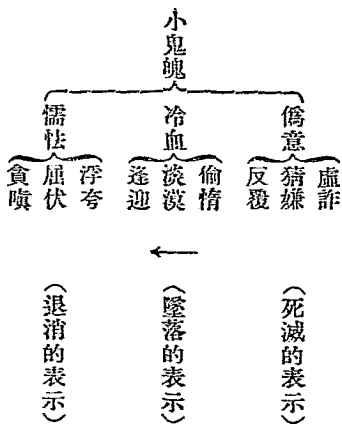 小鬼魄
偽意
冷血
懦怯
虛詐
猜嫌
反覆
偷惰
淡漠
逢迎
浮夸
屈伏
貪嗔
(死滅的表示)
(墜落的表示)
(退消的表示)